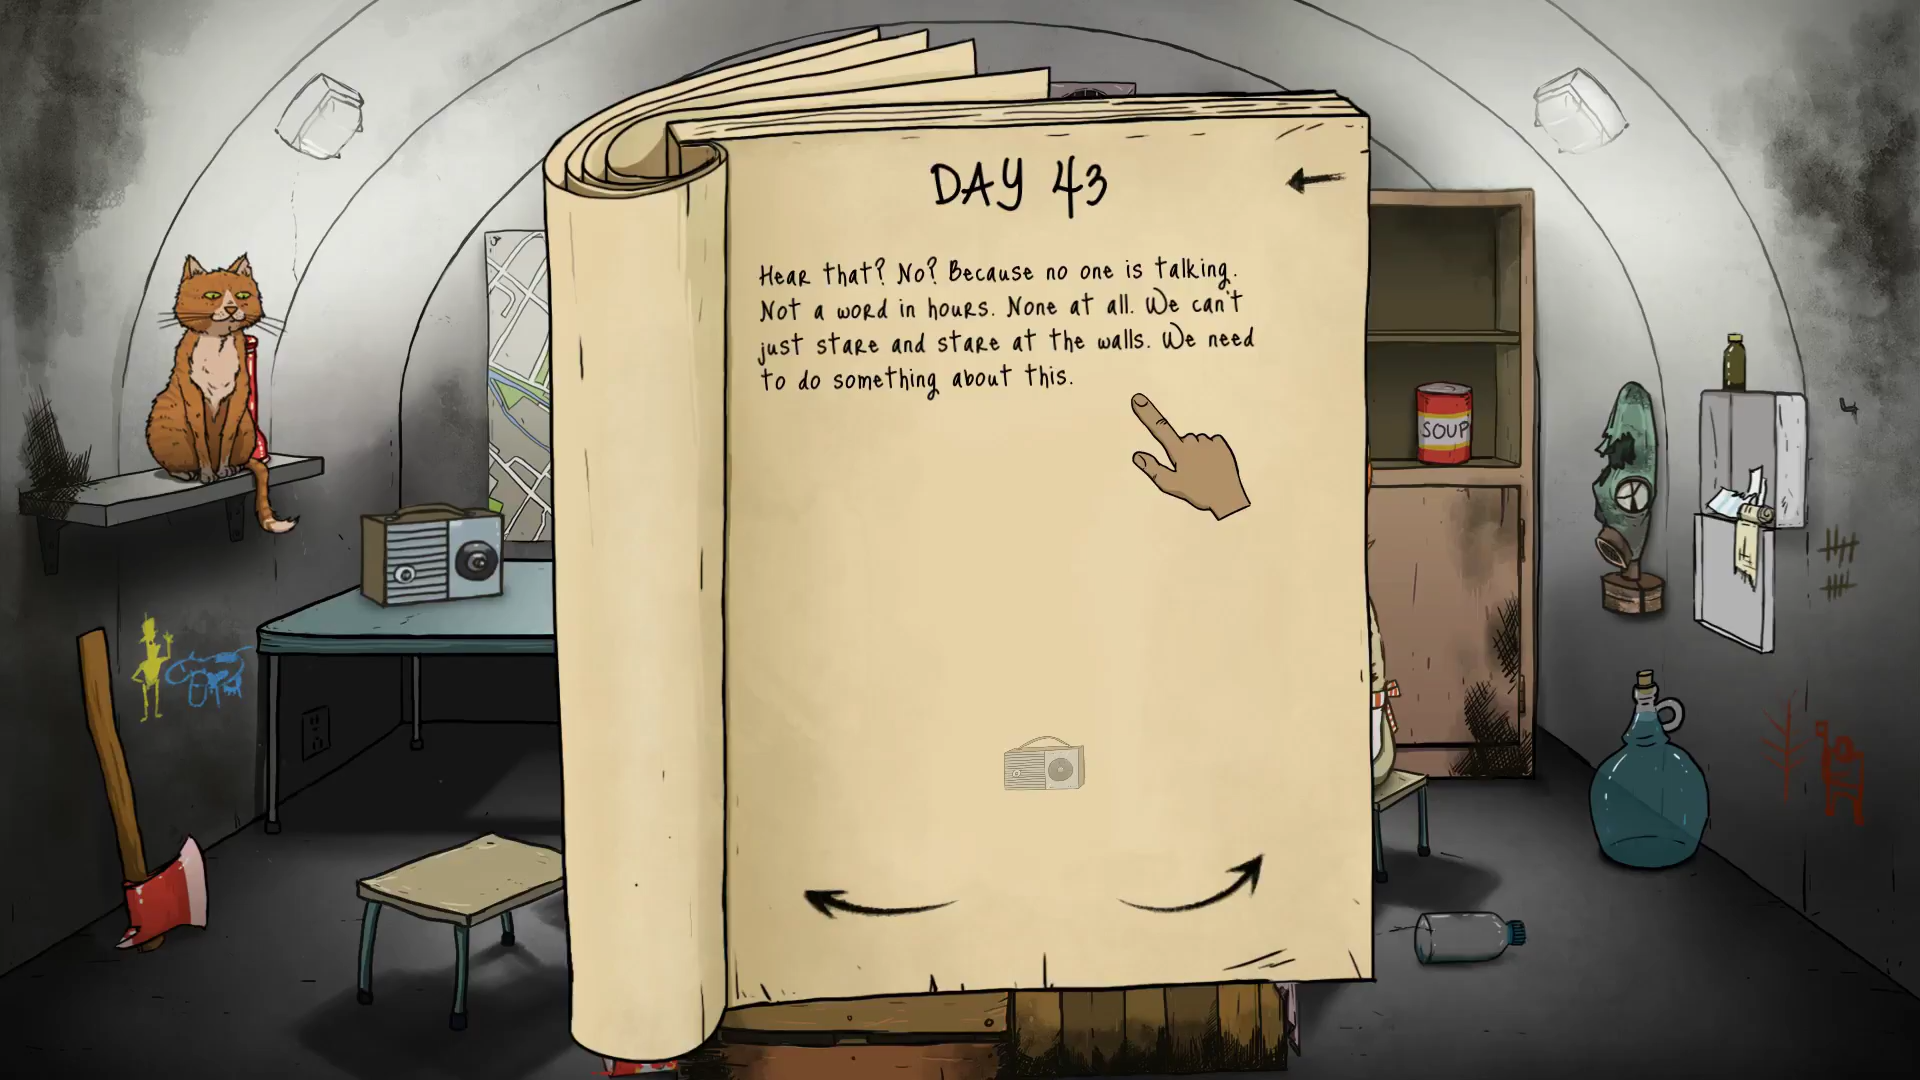 DAY 43
Hear that? No? Because no one is talking.
Not a word in hours. None at all. We can't
just stare and stare at the walls. We need
to do something about this.
SOUP